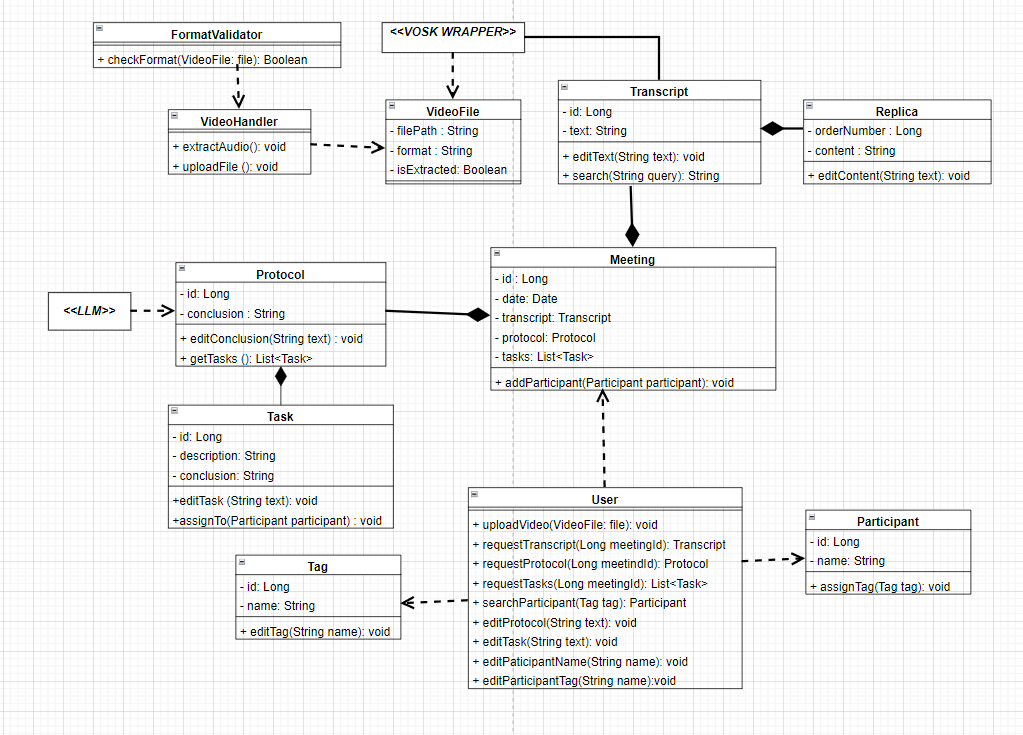 FormatValidator
+ checkFormat(VideoFile: file): Boolean
<<VOSK WRAPPER>>
VideoHandler
+ extractAudio(): void
+ uploadFile (): void
VideoFile
- filePath : String
- format : String
- isExtracted: Boolean
Transcript
- id: Long
- text: String
+ editText(String text): void
+ search(String query): String
Replica
- orderNumber : Long
- content : String
+ editContent(String text): void
<<LLM>>
Protocol
- id: Long
- conclusion : String
+ editConclusion(String text) : void
+ getTasks (): List<Task>
Meeting
- id : Long
- date: Date
- transcript: Transcript
- protocol: Protocol
- tasks: List<Task>
+ addParticipant(Participant participant): void
Task
- id: Long
- description: String
- conclusion: String
+editTask (String text): void
+assignTo(Participant participant) : void
Tag
- id: Long
- name: String
+ editTag(String name): void
User
+ uploadVideo(VideoFile: file): void
+ requestTranscript(Long meetingId): Transcript
+ requestProtocol(Long meetindId): Protocol
+ requestTasks(Long meetingId): List<Task>
+ searchParticipant(Tag tag): Participant
+ editProtocol(String text): void
+ editTask(String text): void
+ editPaticipantName(String name): void
+ editParticipantTag(String name):void
Participant
- id: Long
- name: String
+ assignTag(Tag tag): void